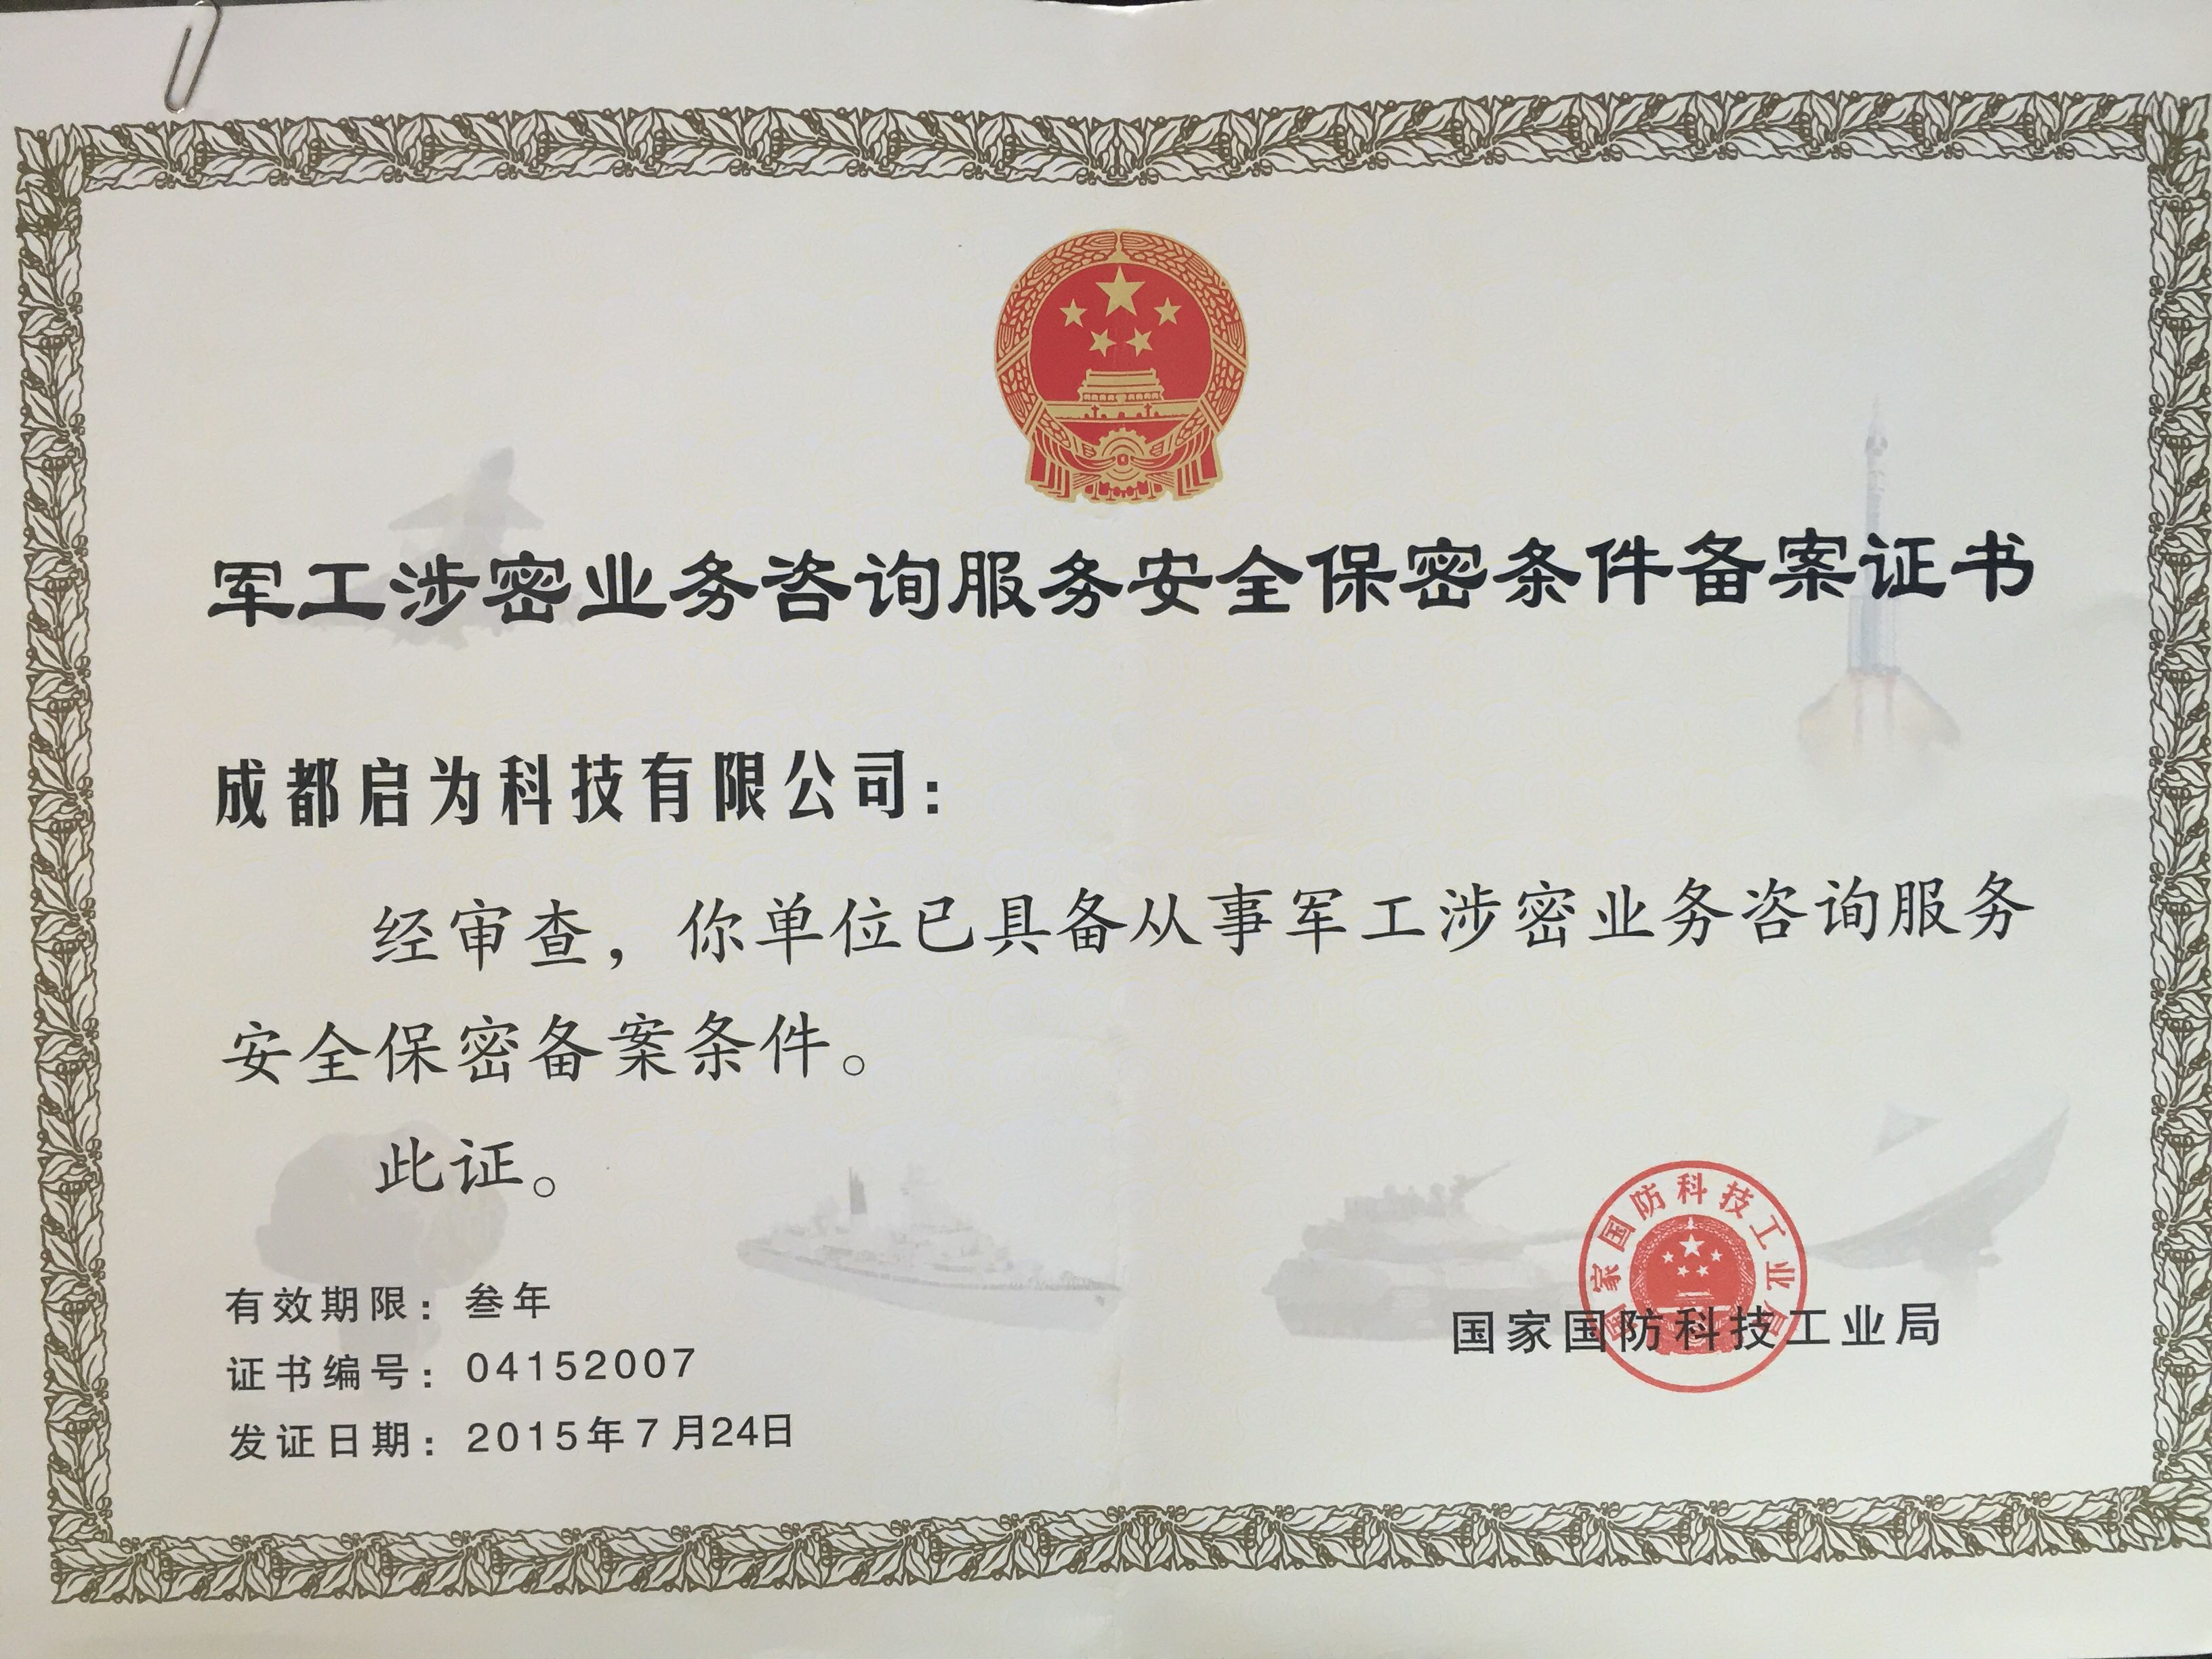 军工涉密业务咨询服务安全保密条件备案证书
成都启为科技有限公司：
经审查，你单位已具备从事军工涉密业务咨询服务
安全保密备案条件。
此证。
有效期限：叁年
证书编号：04152007
发证日期：2015年7月24日
国家国防科技工业局
国家国防科技工业局